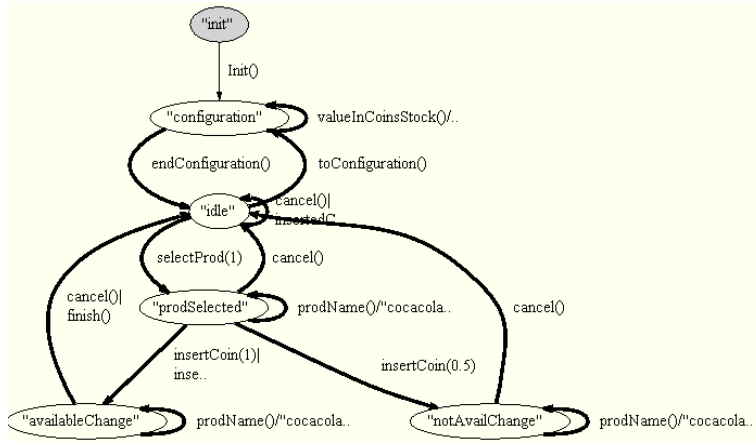 "init"
Init()
"configuration"
valueInCoinsStock()/..
endConfiguration()
toConfiguration()
"idle"
cancel()|
insertedC
selectProd(1)
cancel()
cancel()|
finish()
"prodSelected"
prodName()/"cocacola..
cancel()
insertCoin(1)|
inse..
insertCoin(0.5)
"availableChange"
prodName()/"cocacola..
"notAvailChange"
prodName()/"cocacola..